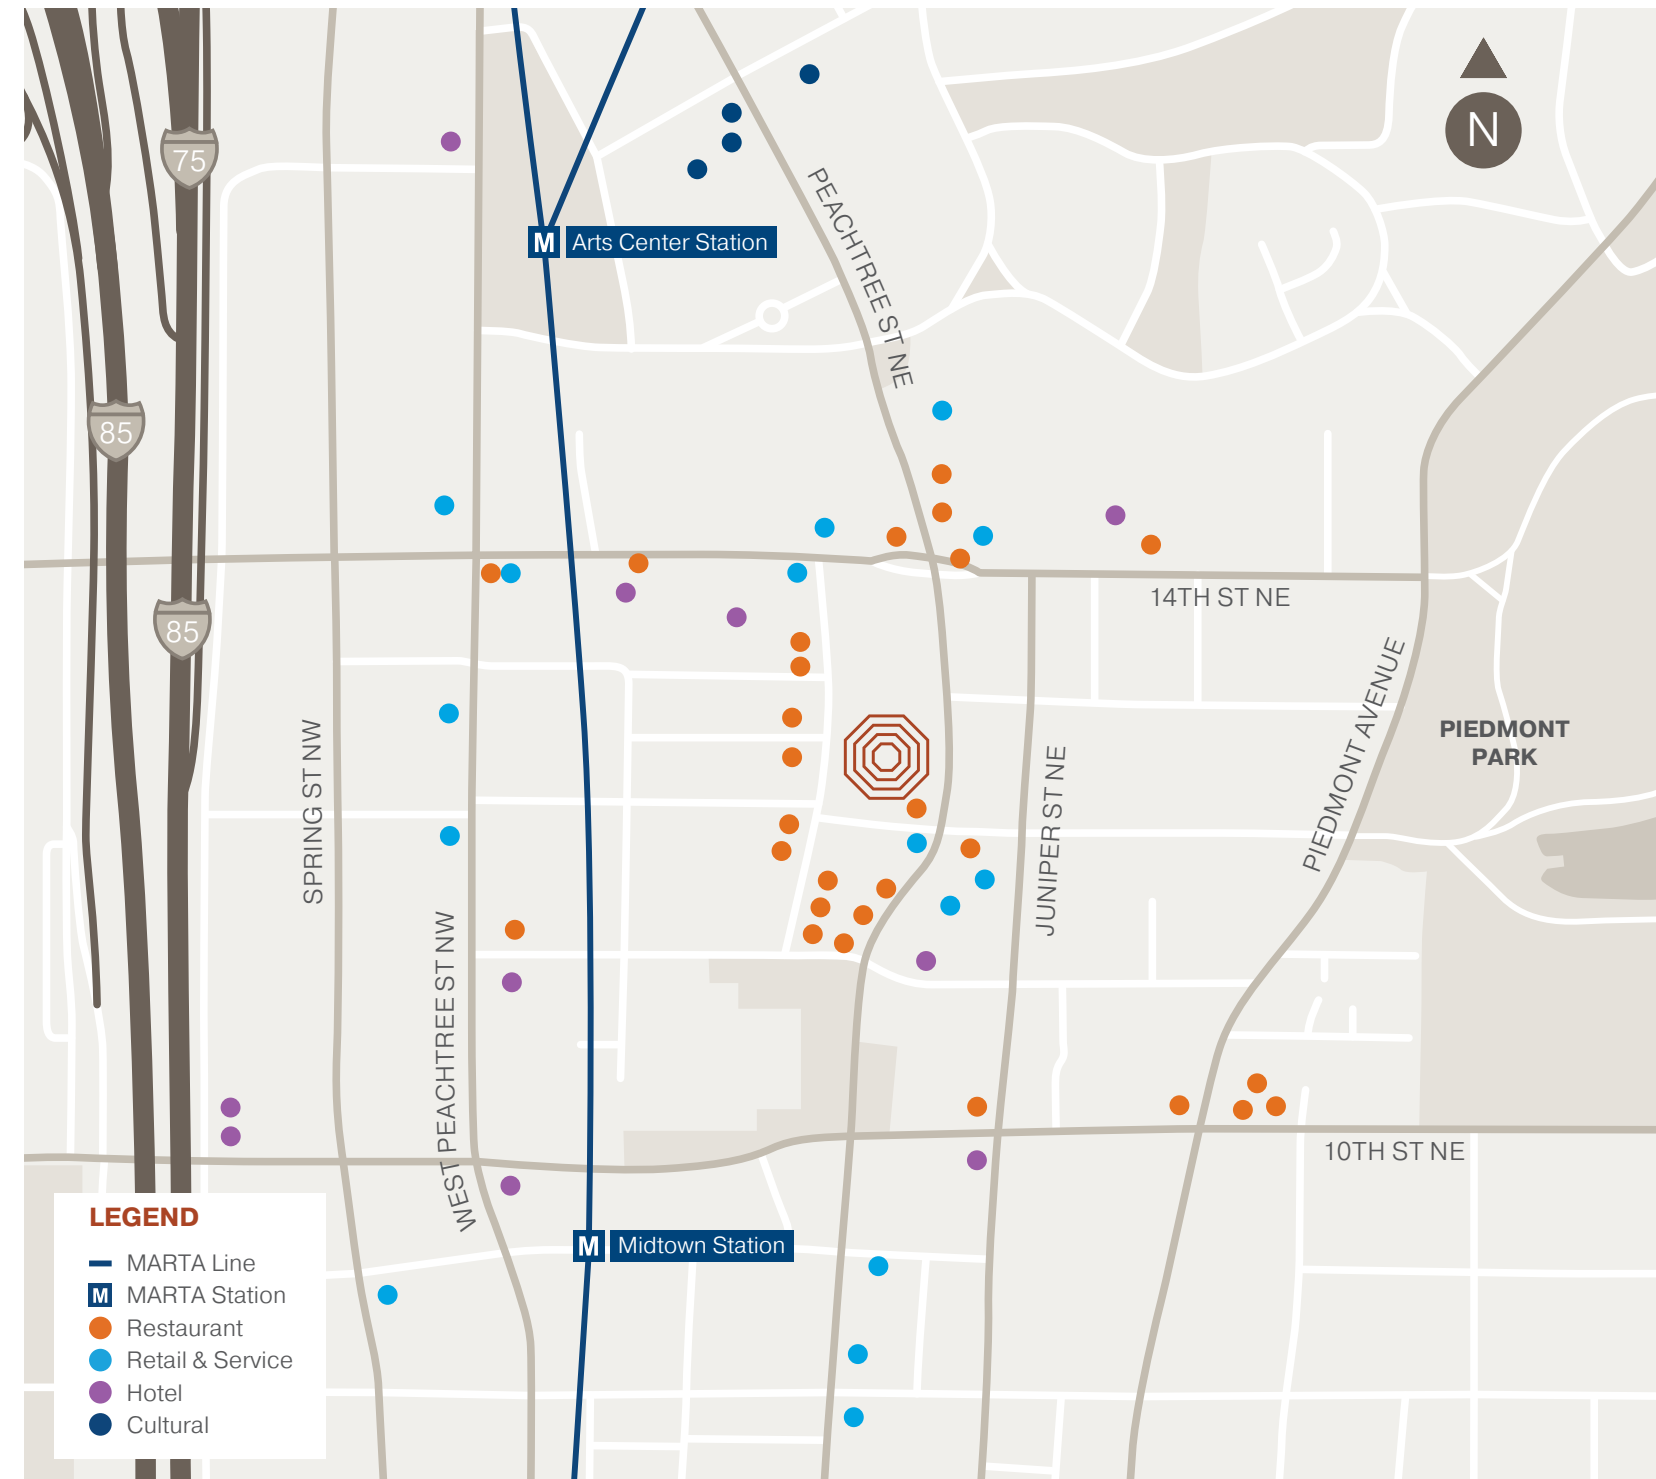 N
75
PEACHTREE ST NE
M Arts Center Station
85
14TH ST NE
85
PIEDMONT AVENUE
PIEDMONT
PARK
SPRING ST NW
JUNIPER ST NE
WEST PEACHTREE ST NW
10TH ST NE
M Midtown Station
LEGEND
MARTA Line
M MARTA Station
Restaurant
Retail & Service
Hotel
Cultural